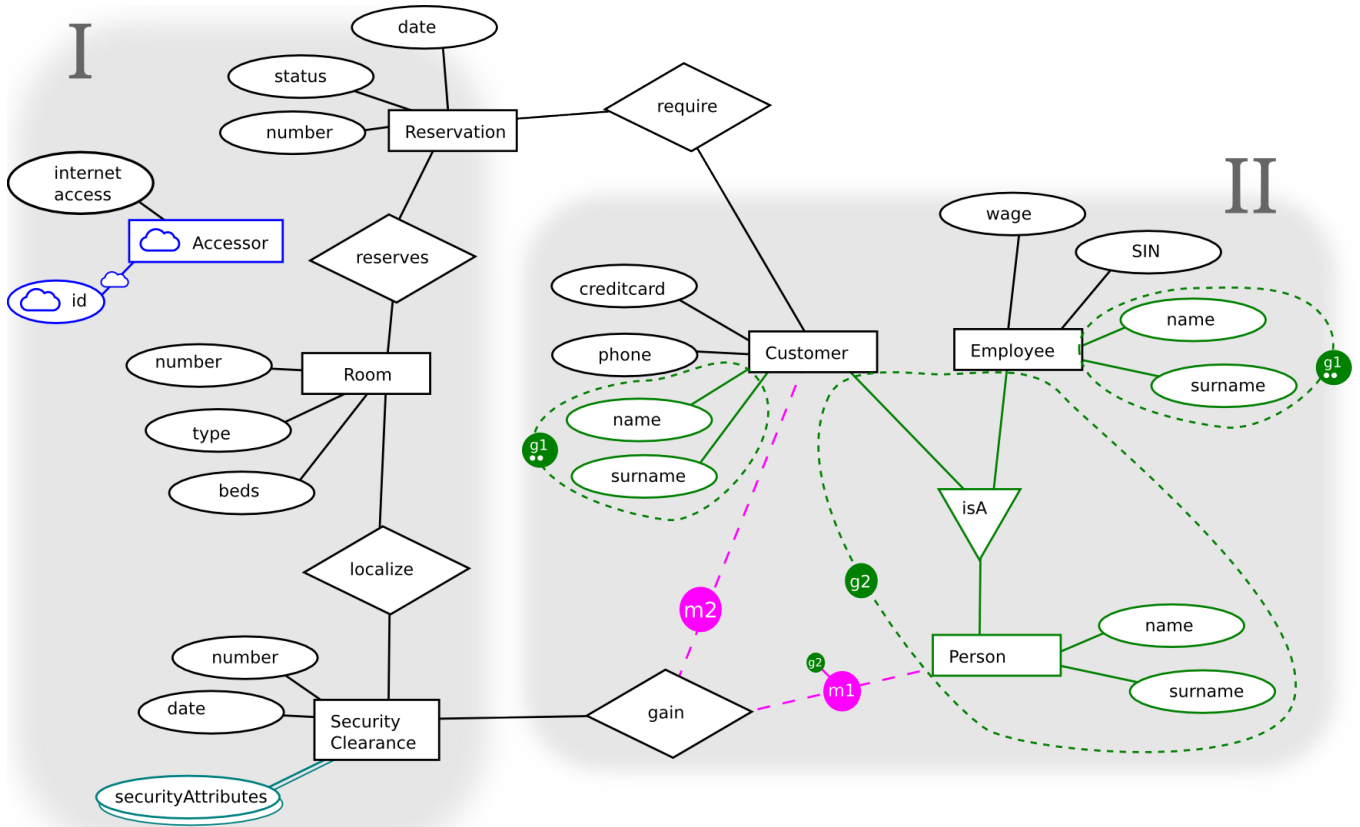 I
date
status
number
Reservation
require
internet
access
Accessor
id
reserves
II
wage
SIN
creditcard
phone
Customer
Employee
name
surname
g1
number
Room
type
beds
name
surname
g1
isA
localize
m2
g2
number
date
Security
Clearance
securityAttributes
gain
g2
m1
Person
name
surname